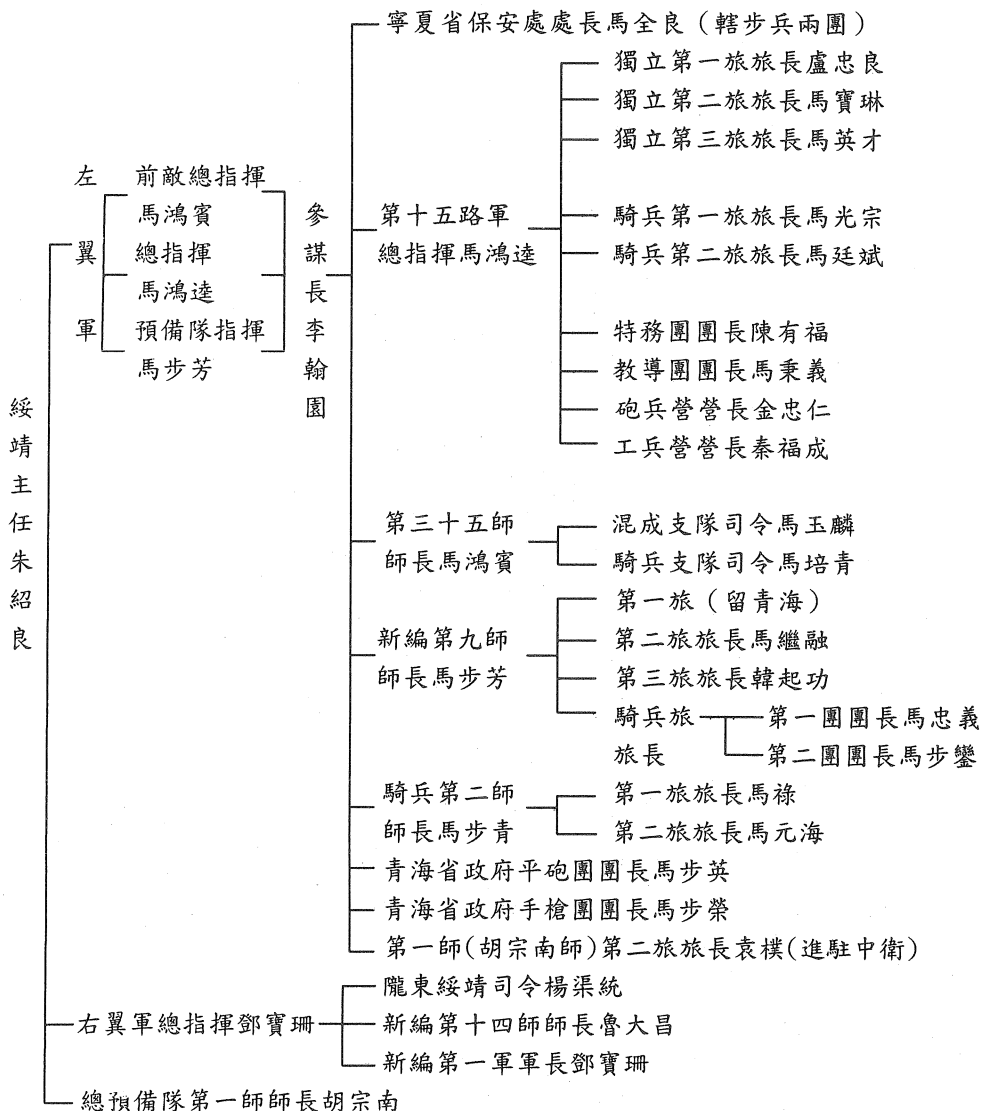 綏靖主任朱紹良
左翼軍
前敵總指揮
馬鴻賓
總指揮
馬鴻逵
預備隊指揮
馬步芳
參謀長李翰園
寧夏省保安處處長馬全良（轄步兵兩團）
第十五路軍
總指揮馬鴻逵
獨立第一旅旅長盧忠良
獨立第二旅旅長馬寶琳
獨立第三旅旅長馬英才
騎兵第一旅旅長馬光宗
騎兵第二旅旅長馬廷斌
特務團團長陳有福
教導團團長馬秉義
砲兵營營長金忠仁
工兵營營長秦福成
第三十五師
師長馬鴻賓
混成支隊司令馬玉麟
騎兵支隊司令馬培青
新編第九師
師長馬步芳
第一旅（留青海）
第二旅旅長馬繼融
第三旅旅長韓起功
騎兵旅
旅長
第一團團長馬忠義
第二團團長馬步鑾
騎兵第二師
師長馬步青
第一旅旅長馬祿
第二旅旅長馬元海
青海省政府平砲團團長馬步英
青海省政府手槍團團長馬步榮
第一師(胡宗南師)第二旅旅長袁樸(進駐中衛)
右翼軍總指揮鄧寶珊
隴東綏靖司令楊渠統
新編第十四師師長魯大昌
新編第一軍軍長鄧寶珊
總預備隊第一師師長胡宗南